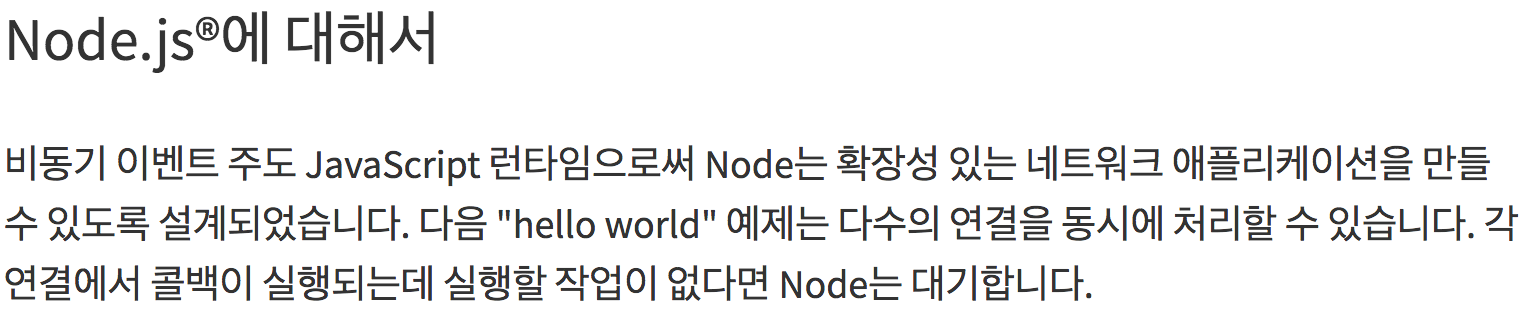 Node.js®에 대해서
비동기 이벤트 주도 JavaScript 런타임으로써 Node는 확장성 있는 네트워크 애플리케이션을 만들
수 있도록 설계되었습니다. 다음 "hello world" 예제는 다수의 연결을 동시에 처리할 수 있습니다. 각
연결에서 콜백이 실행되는데 실행할 작업이 없다면 Node는 대기합니다.